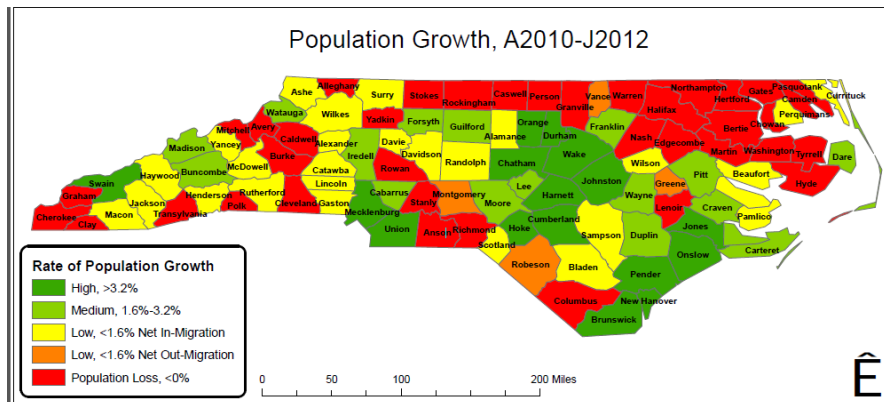 Population Growth, A2010-J2012
Alleghany
Ashe
Surry
Stokes
Rockingham
Caswell
Person
Granville
Vance
Warren
Northampton
Gates
Pasquotank
Currituck
Camden
Hertford
Halifax
Chowan
Perquimans
Bertie
Watauga
Wilkes
Yadkin
Forsyth
Guilford
Alamance
Orange
Durham
Franklin
Nash
Edgecombe
Martin
Washington
Tyrrell
Dare
Mitchell
Avery
Caldwell
Alexander
Davie
Iredell
Davidson
Randolph
Chatham
Wake
Wilson
Pitt
Beaufort
Hyde
Madison
Yancey
Burke
McDowell
Catawba
Rowan
Johnston
Greene
Swain
Haywood
Buncombe
Lincoln
Cabarrus
Montgomery
Moore
Lee
Harnett
Wayne
Lenoir
Craven
Pamlico
Graham
Jackson
Henderson
Rutherford
Polk
Cleveland
Gaston
Mecklenburg
Stanly
Cherokee
Clay
Macon
Transylvania
Union
Anson
Richmond
Scotland
Hoke
Cumberland
Sampson
Duplin
Jones
Onslow
Carteret
Robeson
Bladen
Pender
Columbus
New Hanover
Brunswick
Rate of Population Growth
High, >3.2%
Medium, 1.6%-3.2%
Low, <1.6% Net In-Migration
Low, <1.6% Net Out-Migration
Population Loss, <0%
0 50 100 200 Miles
Ê